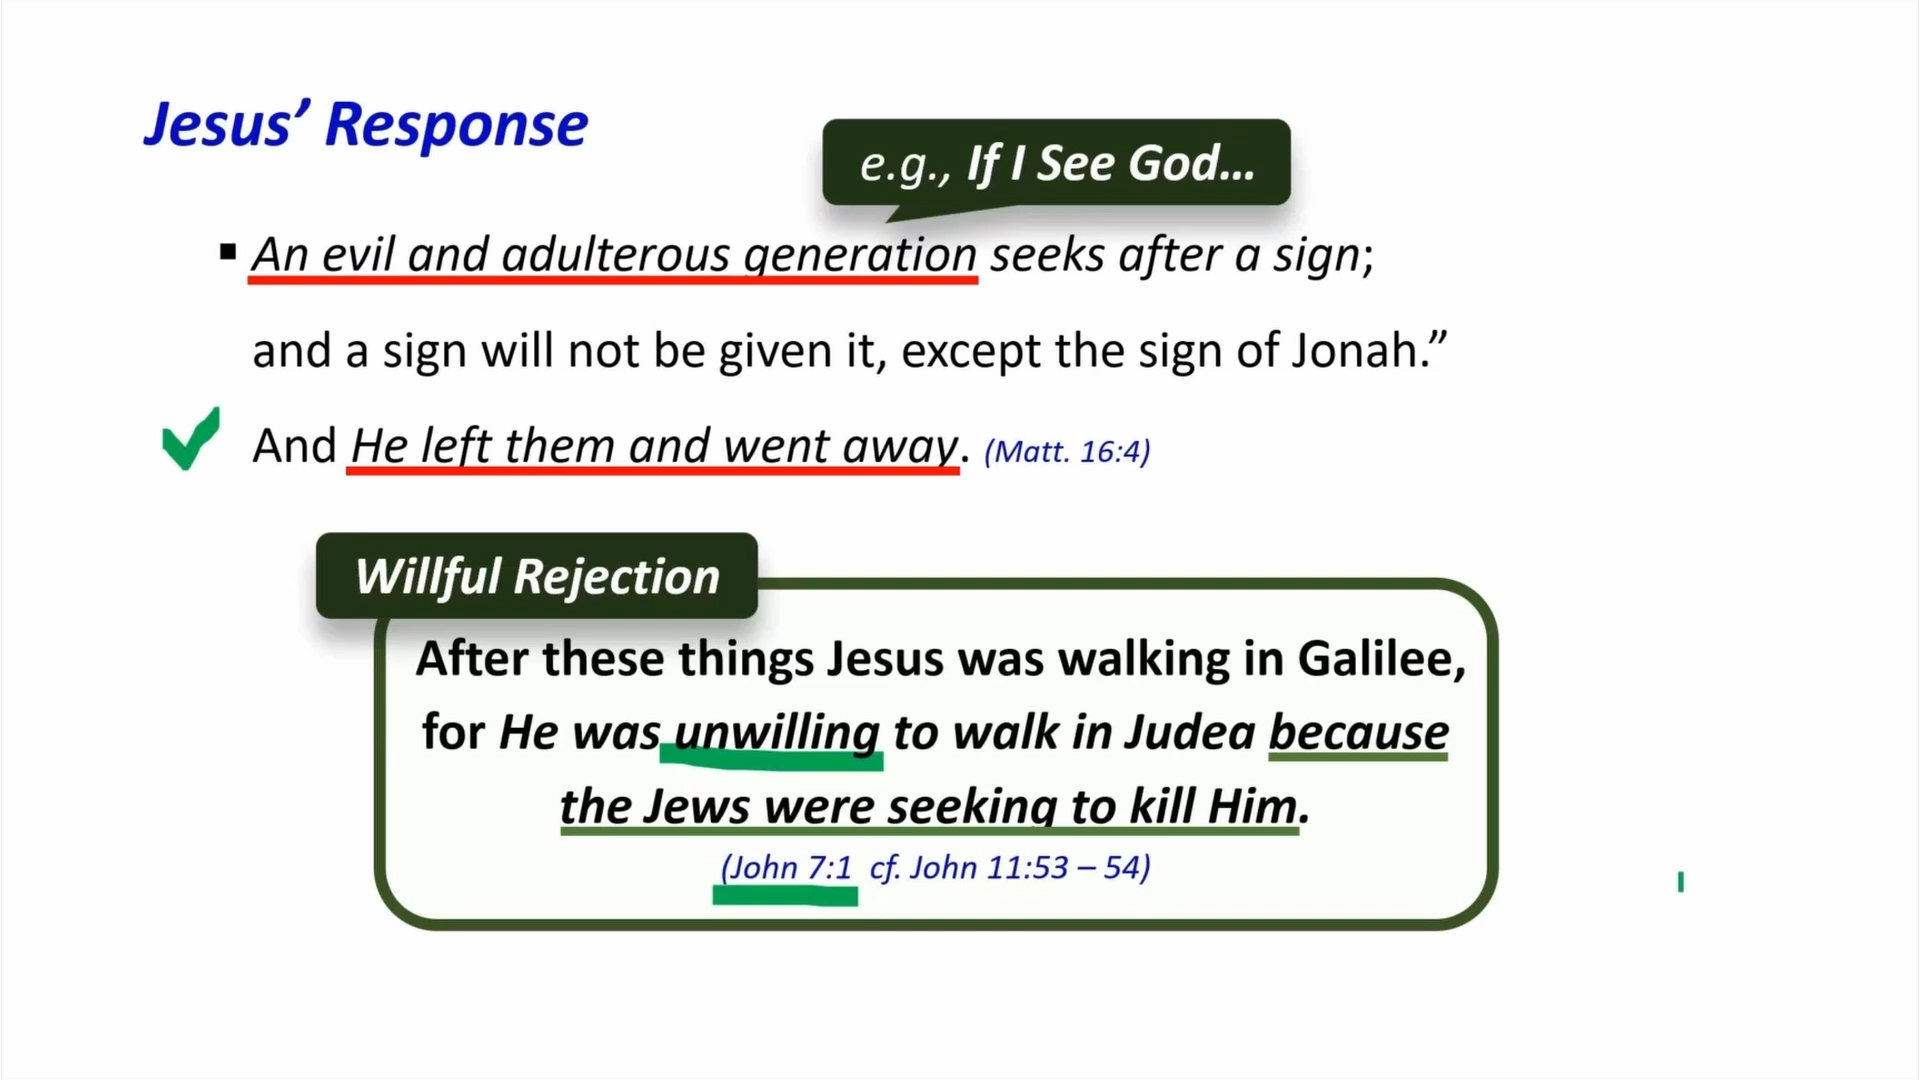 Jesus’ Response
e.g., If I See God...
▪ An evil and adulterous generation seeks after a sign;
and a sign will not be given it, except the sign of Jonah.”
And He left them and went away. (Matt. 16:4)
Willful Rejection
After these things Jesus was walking in Galilee,
for He was unwilling to walk in Judea because
the Jews were seeking to kill Him.
(John 7:1 cf. John 11:53 – 54)